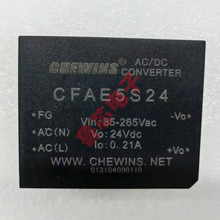 CHEWINS AC/DC
CONVERTER
CFAE5S24
*FG Vin: 85-265Vac -Vo*
*AC(N) Vo: 24Vdc
*AC(L) Io: 0.21A +Vo*
WWW.CHEWINS.NET
012104090110